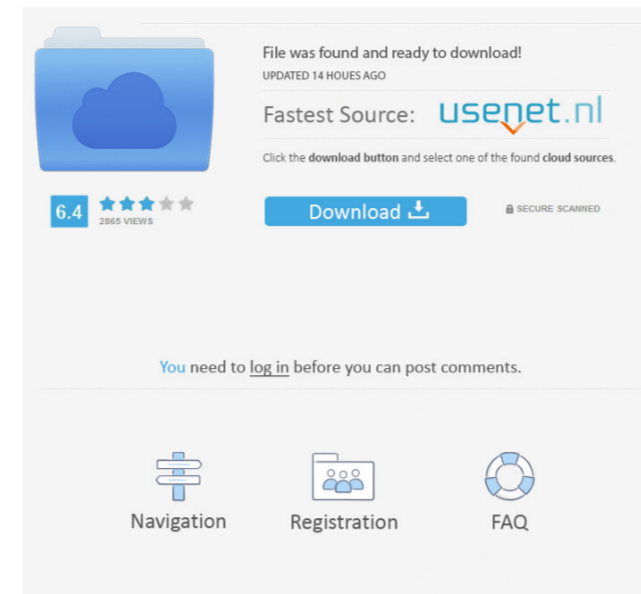 File was found and ready to download!
UPDATED 14 HOUES AGO
Fastest Source: usenet.nl
Click the download button and select one of the found cloud sources.
6.4
2865 VIEWS
Download
SECURE SCANNED
You need to log in before you can post comments.
Navigation Registration FAQ